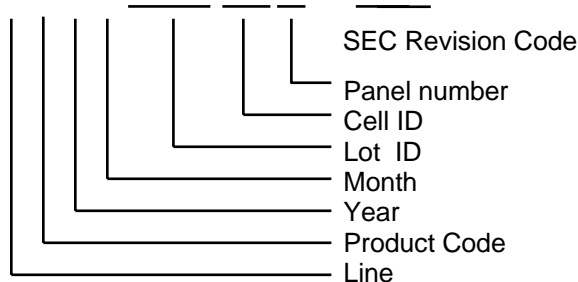 SEC Revision Code
Panel number
Cell ID
Lot ID
Month
Year
Product Code
Line